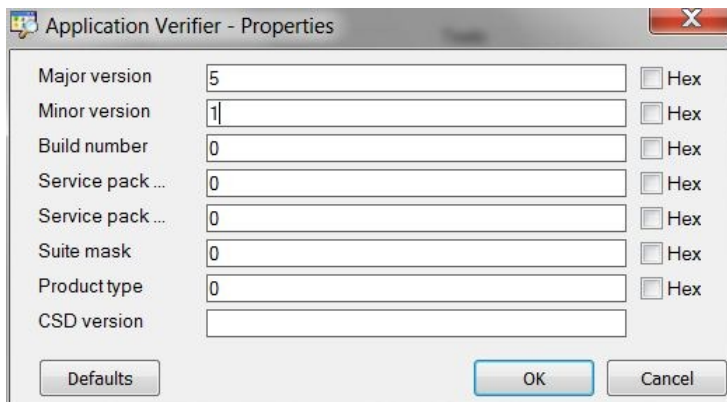 Application Verifier - Properties
Major version 5 Hex
Minor version 1 Hex
Build number 0 Hex
Service pack ... 0 Hex
Service pack ... 0 Hex
Suite mask 0 Hex
Product type 0 Hex
CSD version
Defaults OK Cancel